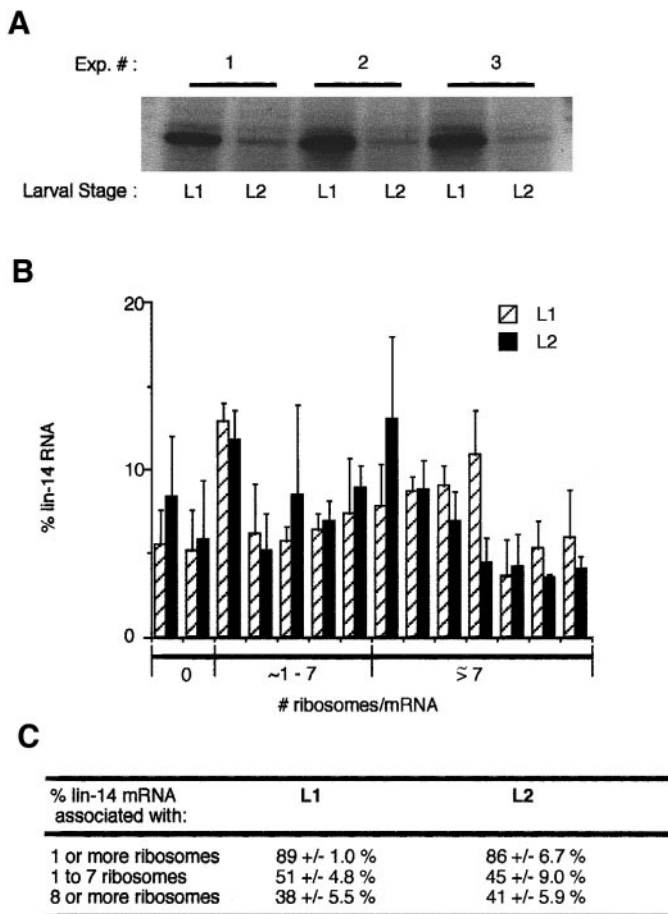 A
Exp. # : 1 2 3
Larval Stage : L1 L2 L1 L2 L1 L2
B
20
10
0
% lin-14 RNA
L1
L2
0 ~1 - 7 ≳ 7
# ribosomes/mRNA
C
% lin-14 mRNA associated with: L1 L2
1 or more ribosomes 89 +/- 1.0 % 86 +/- 6.7 %
1 to 7 ribosomes 51 +/- 4.8 % 45 +/- 9.0 %
8 or more ribosomes 38 +/- 5.5 % 41 +/- 5.9 %